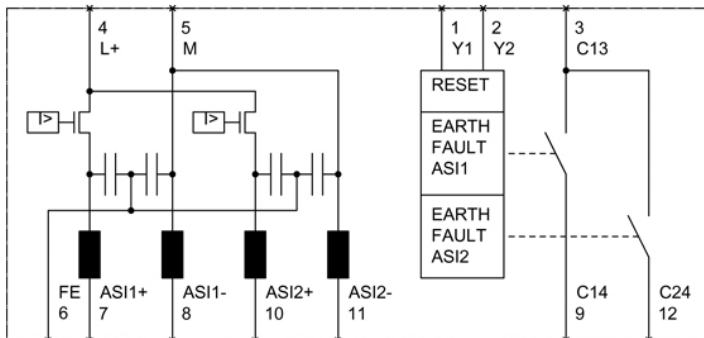 4 5 1 2 3
L+ M Y1 Y2 C13
RESET
I> I>
EARTH
FAULT
ASI1
EARTH
FAULT
ASI2
FE ASI1+ ASI1- ASI2+ ASI2- C14 C24
6 7 8 10 11 9 12